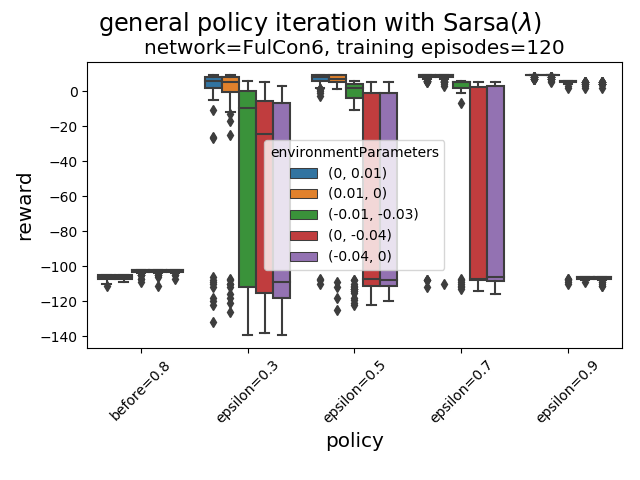 general policy iteration with Sarsa(λ)
network=FulCon6, training episodes=120
reward
0
−20
−40
−60
−80
−100
−120
−140
environmentParameters
(0, 0.01)
(0.01, 0)
(-0.01, -0.03)
(0, -0.04)
(-0.04, 0)
before=0.8
epsilon=0.3
epsilon=0.5
epsilon=0.7
epsilon=0.9
policy